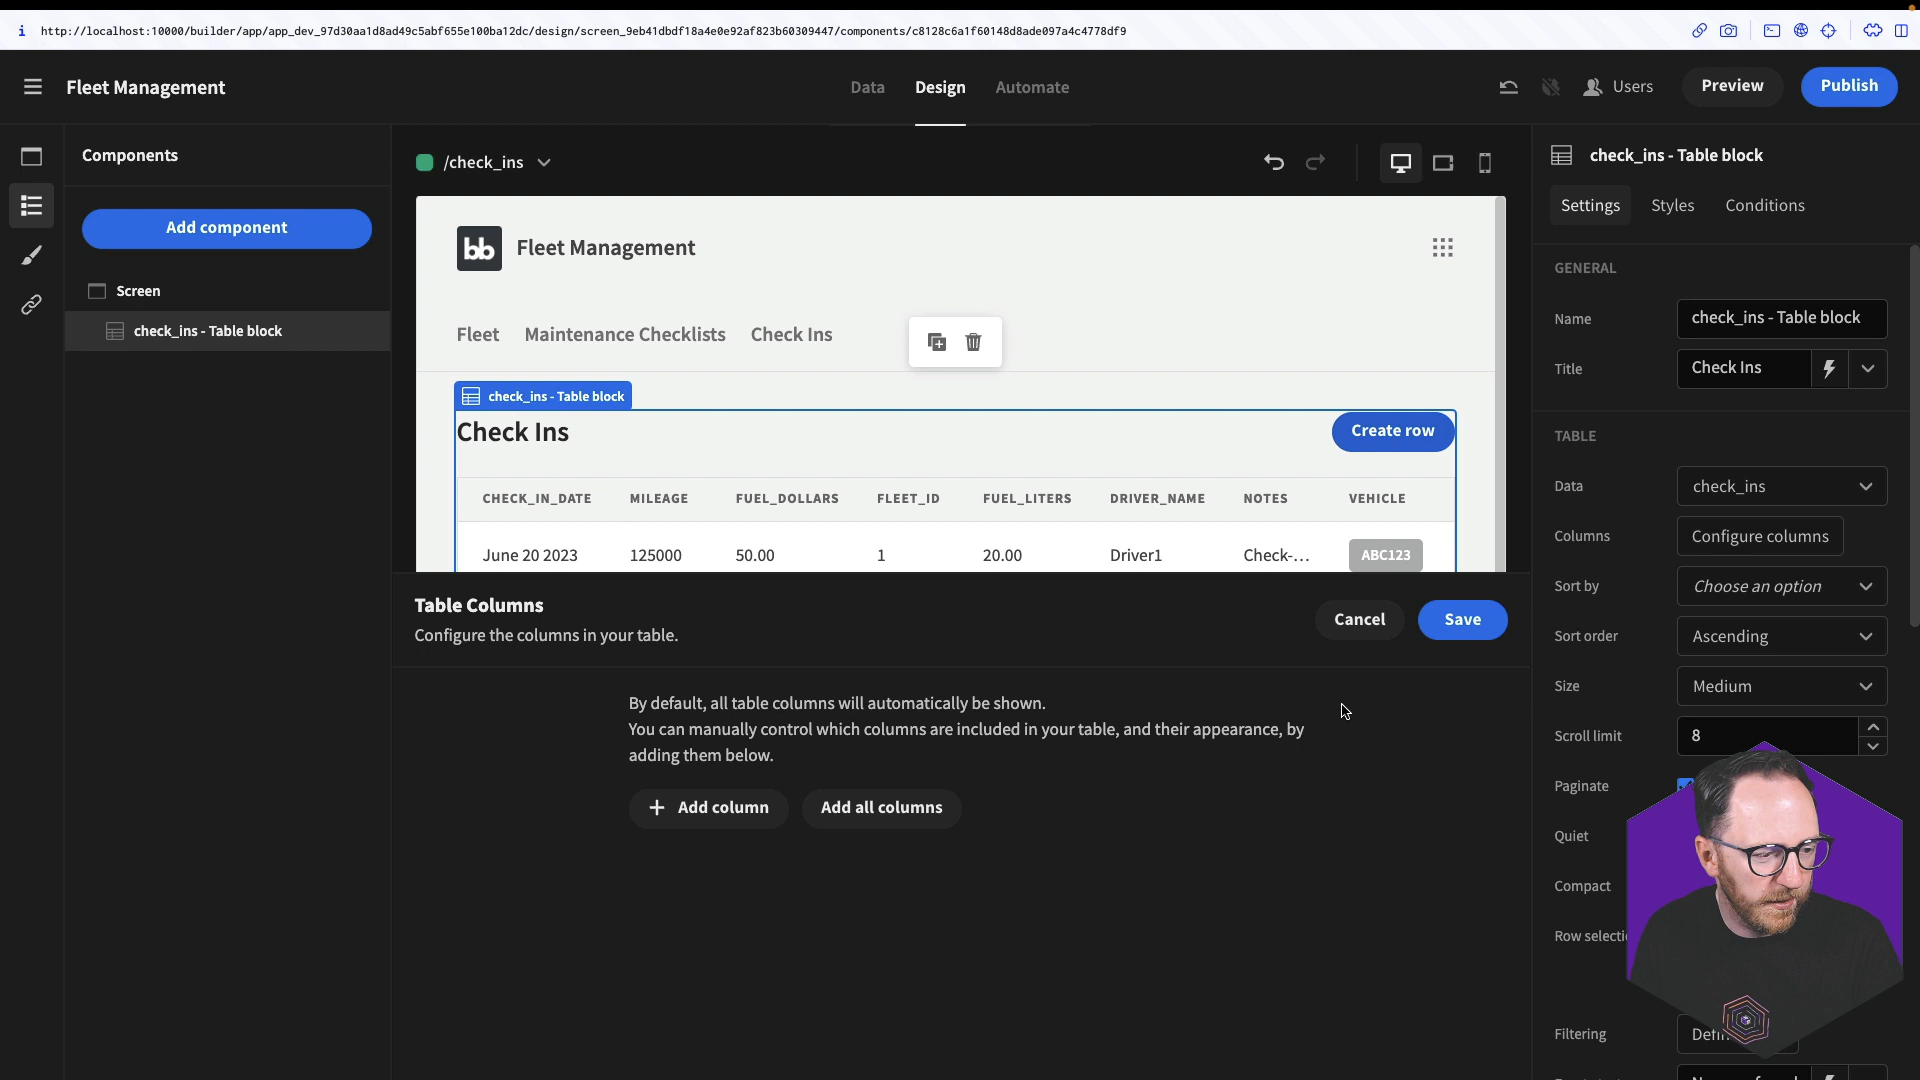 http://localhost:10000/builder/app/app_dev_97d30aa1d8ad49c5abf655e100ba12dc/design/screen_9eb41dbdf18a4e0e92af823b60309447/components/c8128c6a1f60148d8ade097a4c4778df9
Fleet Management
Data
Design
Automate
Users
Preview
Publish
Components
Add component
Screen
check_ins - Table block
/check_ins
bb
Fleet Management
Fleet
Maintenance Checklists
Check Ins
check_ins - Table block
Check Ins
Create row
CHECK_IN_DATE MILEAGE FUEL_DOLLARS FLEET_ID FUEL_LITERS DRIVER_NAME NOTES VEHICLE
June 20 2023 125000 50.00 1 20.00 Driver1 Check-... ABC123
Table Columns
Configure the columns in your table.
Cancel
Save
By default, all table columns will automatically be shown.
You can manually control which columns are included in your table, and their appearance, by
adding them below.
Add column
Add all columns
check_ins - Table block
Settings
Styles
Conditions
GENERAL
Name check_ins - Table block
Title Check Ins
TABLE
Data check_ins
Columns Configure columns
Sort by Choose an option
Sort order Ascending
Size Medium
Scroll limit 8
Paginate
Quiet
Compact
Row selecti
Filtering